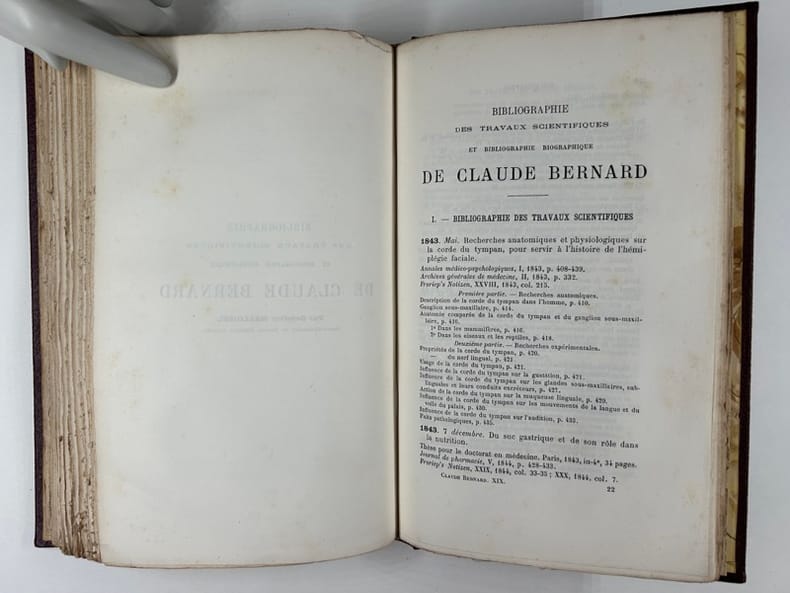 BIBLIOGRAPHIE
DES TRAVAUX SCIENTIFIQUES
ET BIBLIOGRAPHIE BIOGRAPHIQUE
DE CLAUDE BERNARD
I. — BIBLIOGRAPHIE DES TRAVAUX SCIENTIFIQUES
1843. Mai. Recherches anatomiques et physiologiques sur
la corde du tympan, pour servir à l'histoire de l'hémi-
plégie faciale.
Annales médico-psychologiques, I, 1843, p. 408-439.
Archives générales de médecine, II, 1843, p. 332.
Froriep's Notizen, XXVIII, 1843, col. 215.
Première partie. — Recherches anatomiques.
Description de la corde du tympan dans l'homme, p. 410.
Ganglion sous-maxillaire, p. 414.
Anatomie comparée de la corde du tympan et du ganglion sous-maxil-
laire, p. 416.
1º Dans les mammifères, p. 416.
2º Dans les oiseaux et les reptiles, p. 418.
Deuxième partie. — Recherches expérimentales.
Propriétés de la corde du tympan, p. 420.
— du nerf lingual, p. 421.
Usage de la corde du tympan, p. 421.
Influence de la corde du tympan sur la gustation, p. 421.
Influence de la corde du tympan sur les glandes sous-maxillaires, sub-
linguales et leurs conduits excréteurs, p. 427.
Action de la corde du tympan sur la muqueuse linguale, p. 429.
Influence de la corde du tympan sur les mouvements de la langue et du
voile du palais, p. 430.
Influence de la corde du tympan sur l'audition, p. 432.
Faits pathologiques, p. 435.
1843. 7 décembre. Du suc gastrique et de son rôle dans
la nutrition.
Thèse pour le doctorat en médecine. Paris, 1843, in-4º, 34 pages.
Journal de pharmacie, V, 1844, p. 428-433.
Froriep's Notizen, XXIX, 1844, col. 33-35 ; XXX, 1844, col. 7.
CLAUDE BERNARD. XIX.
22